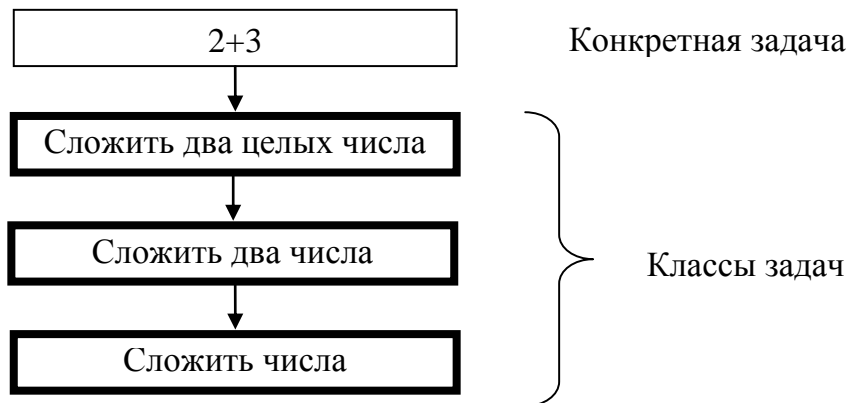 2+3
Конкретная задача
Сложить два целых числа
Сложить два числа
Классы задач
Сложить числа